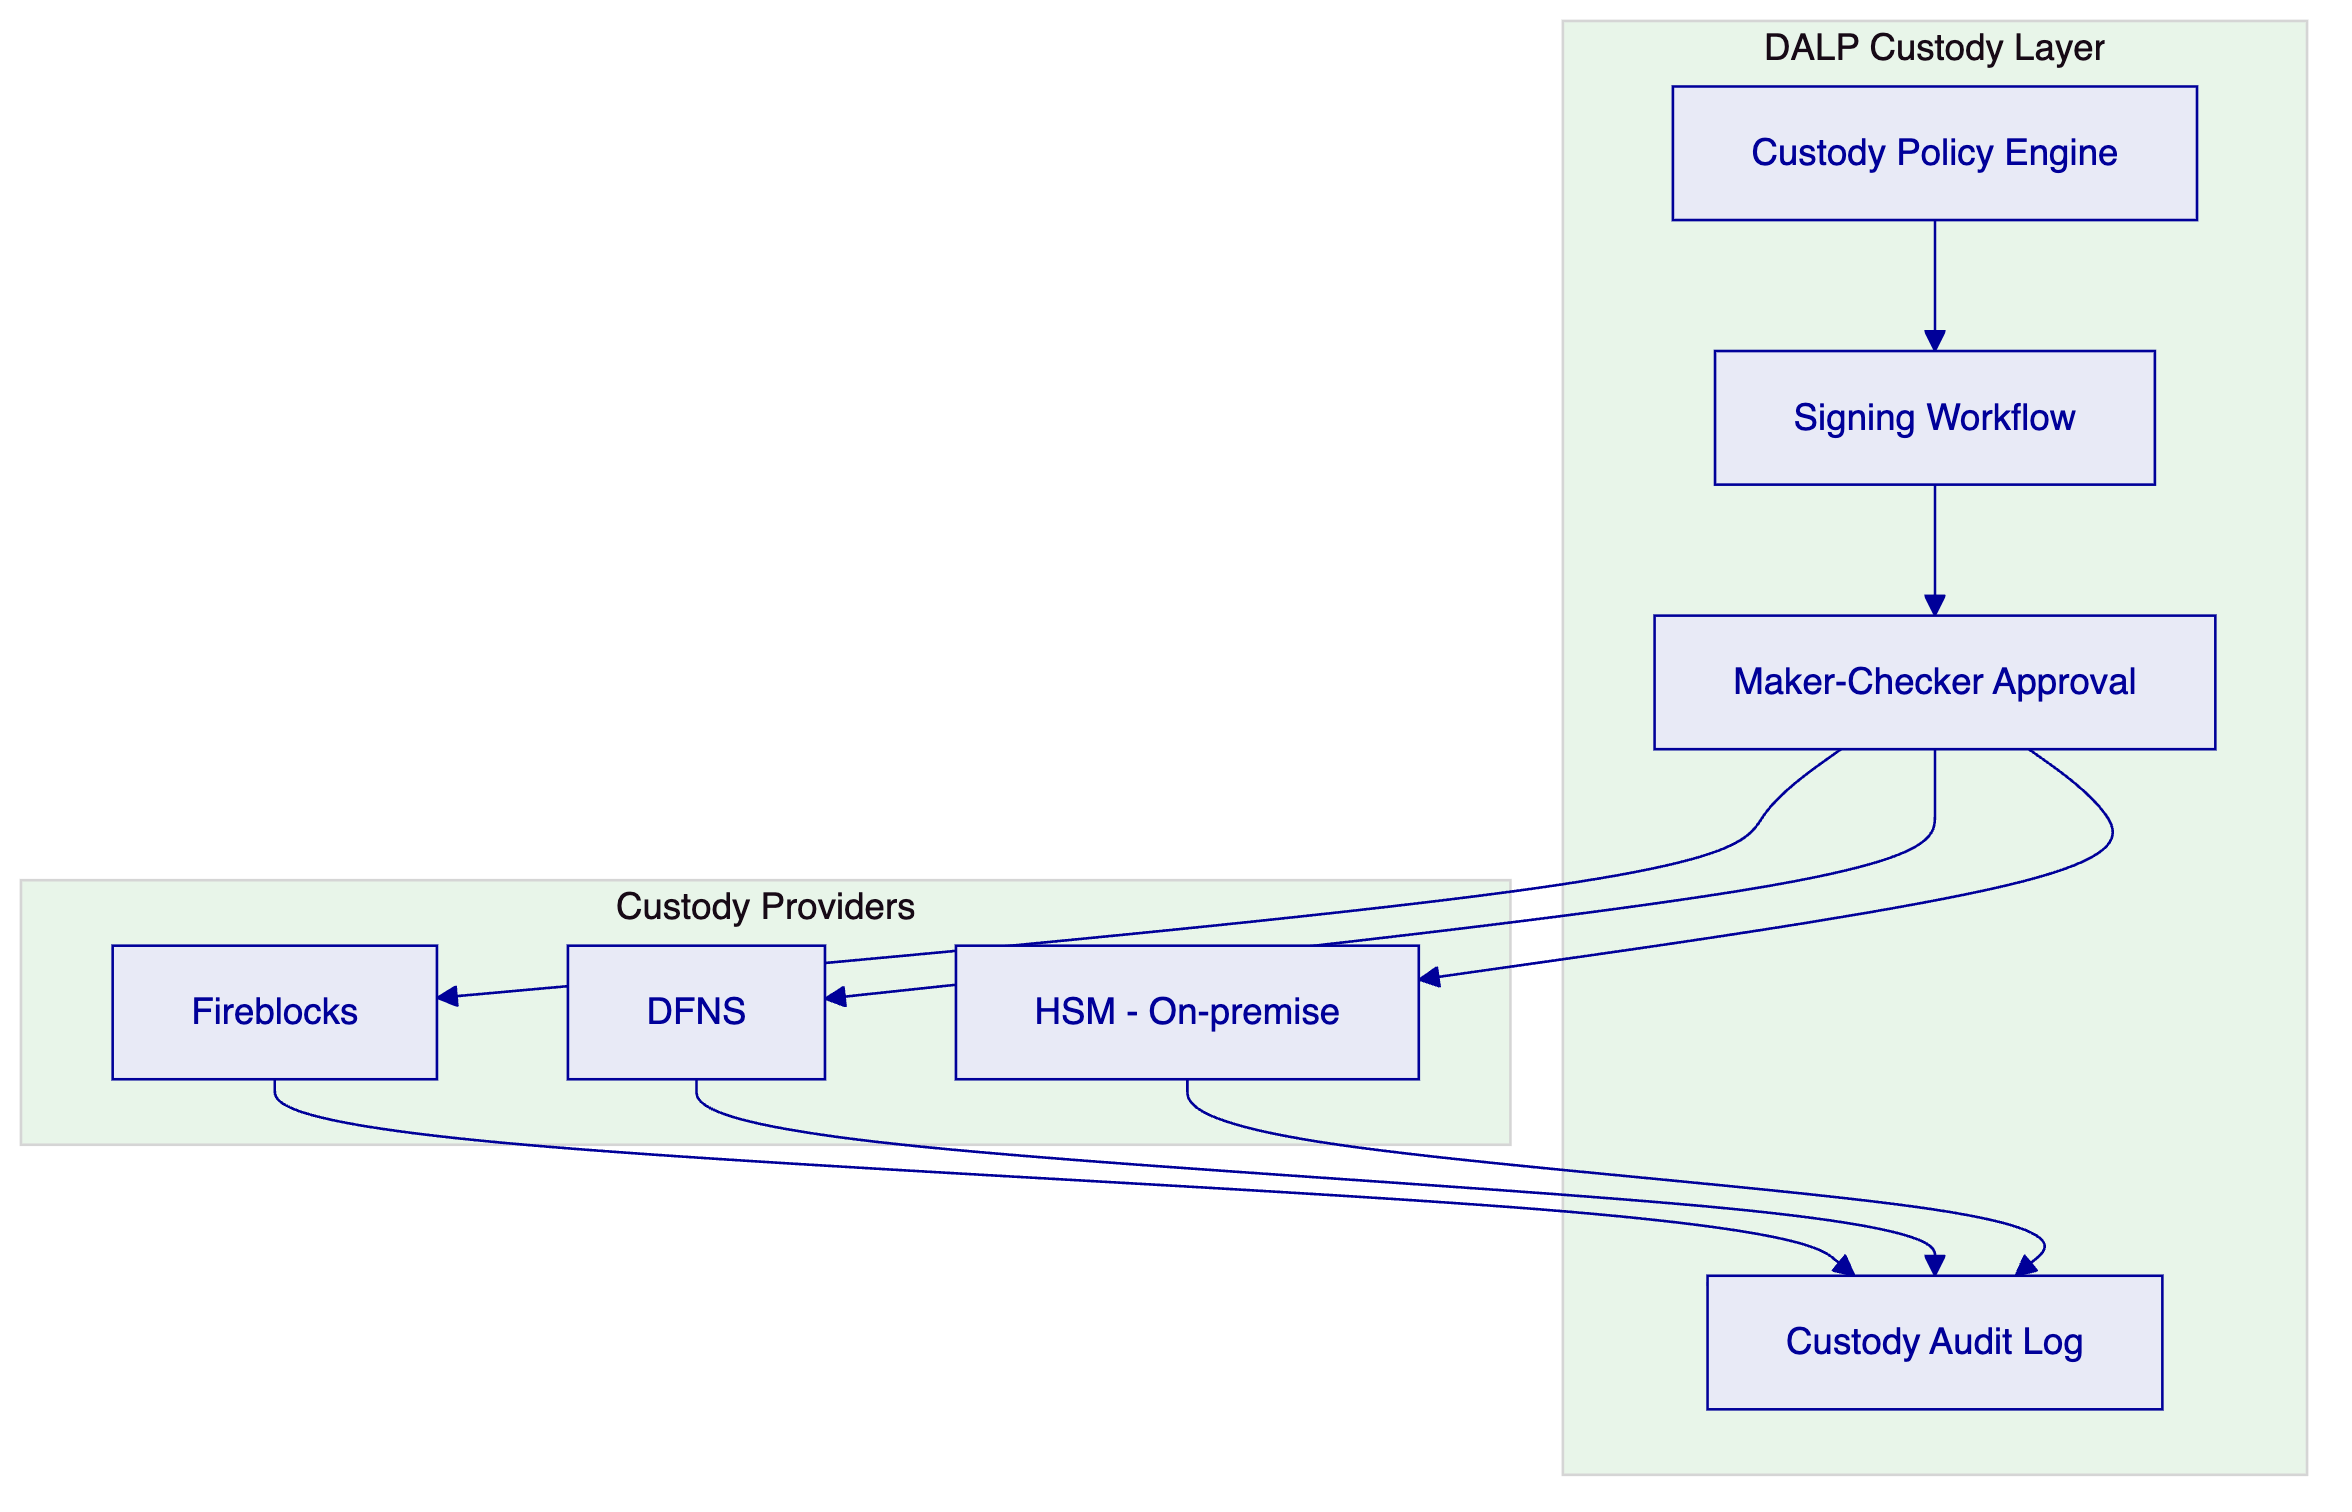 DALP Custody Layer
Custody Policy Engine
Signing Workflow
Maker-Checker Approval
Custody Providers
Fireblocks
DFNS
HSM - On-premise
Custody Audit Log